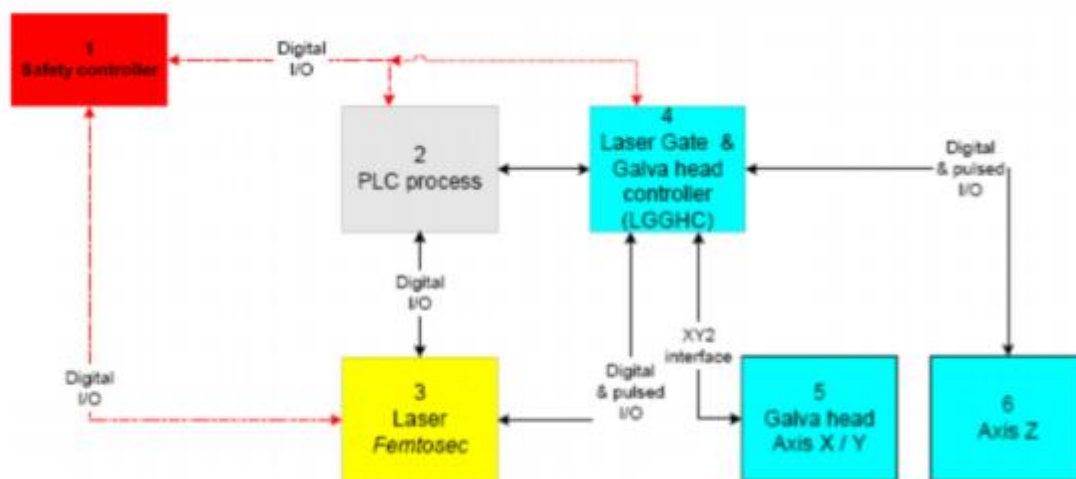 1
Safety controller
Digital
I/O
2
PLC process
4
Laser Gate &
Galva head
controller
(LGGHC)
Digital
& pulsed
I/O
Digital
I/O
XY2
interface
Digital
I/O
3
Laser
Femtosec
Digital
& pulsed
I/O
5
Galva head
Axis X / Y
6
Axis Z